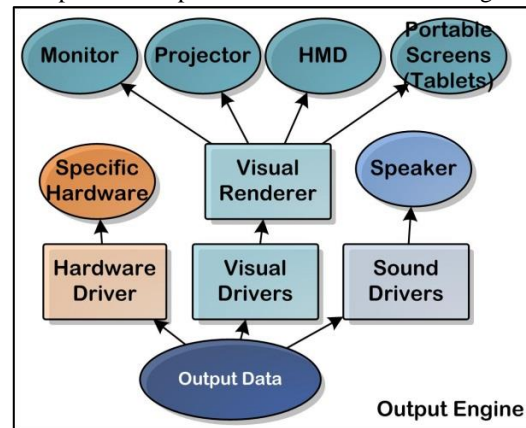 Monitor
Projector
HMD
Portable
Screens
(Tablets)
Specific
Hardware
Visual
Renderer
Speaker
Hardware
Driver
Visual
Drivers
Sound
Drivers
Output Data
Output Engine